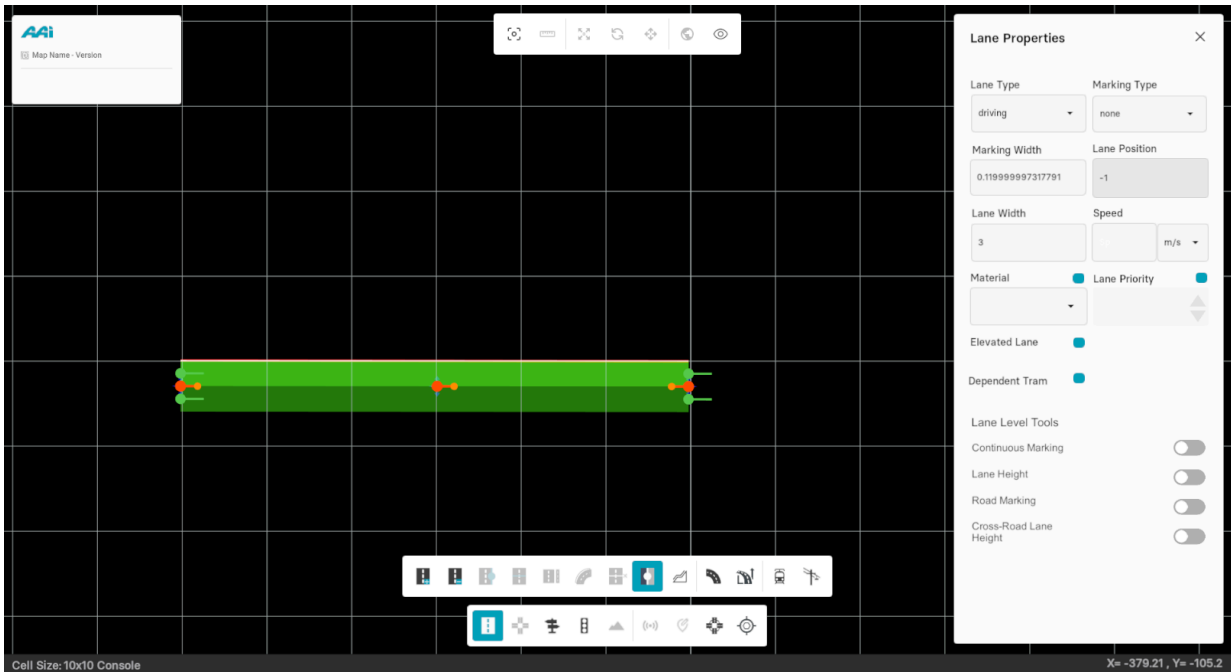 AAi
Map Name - Version
Lane Properties
Lane Type
Marking Type
driving
none
Marking Width
Lane Position
0.119999997317791
-1
Lane Width
Speed
3
m/s
Material
Lane Priority
Elevated Lane
Dependent Tram
Lane Level Tools
Continuous Marking
Lane Height
Road Marking
Cross-Road Lane
Height
Cell Size: 10x10 Console
X= -379.21 , Y= -105.2